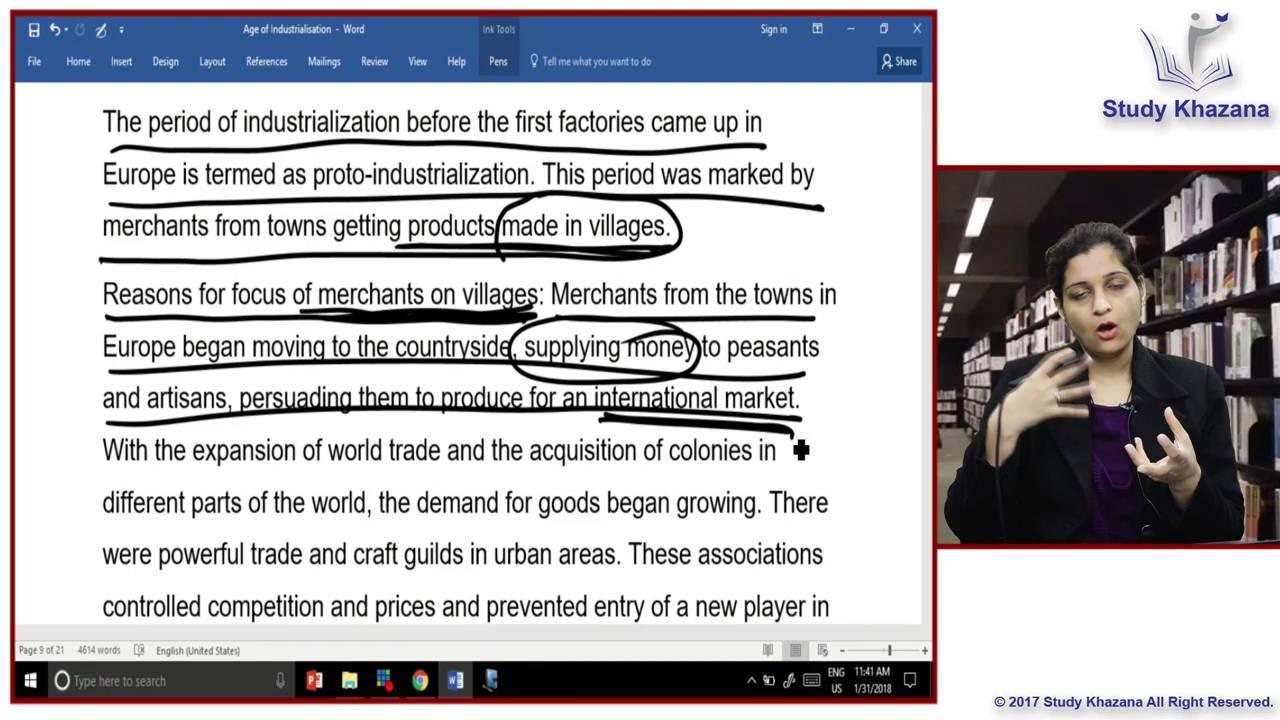 Age of Industrialisation - Word
Ink Tools
Sign in
File Home Insert Design Layout References Mailings Review View Help Pens Tell me what you want to do Share
The period of industrialization before the first factories came up in
Europe is termed as proto-industrialization. This period was marked by
merchants from towns getting products made in villages.
Reasons for focus of merchants on villages: Merchants from the towns in
Europe began moving to the countryside, supplying money to peasants
and artisans, persuading them to produce for an international market.
With the expansion of world trade and the acquisition of colonies in
different parts of the world, the demand for goods began growing. There
were powerful trade and craft guilds in urban areas. These associations
controlled competition and prices and prevented entry of a new player in
Page 9 of 21 4614 words English (United States)
Type here to search
ENG 11:41 AM
US 1/31/2018
Study Khazana
© 2017 Study Khazana All Right Reserved.